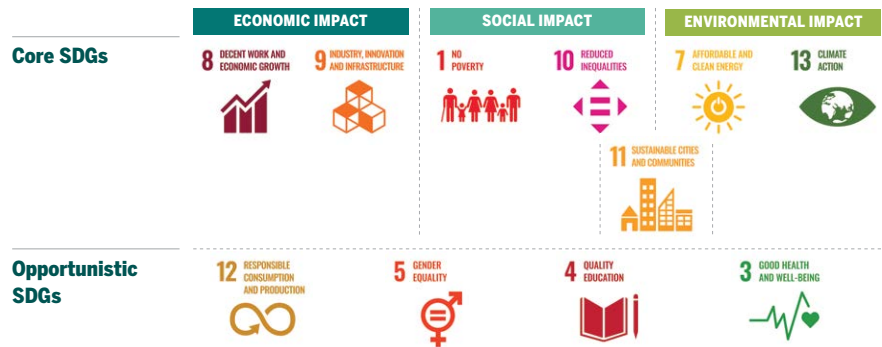 ECONOMIC IMPACT
SOCIAL IMPACT
ENVIRONMENTAL IMPACT
Core SDGs
8 DECENT WORK AND
ECONOMIC GROWTH
9 INDUSTRY, INNOVATION
AND INFRASTRUCTURE
1 NO
POVERTY
10 REDUCED
INEQUALITIES
7 AFFORDABLE AND
CLEAN ENERGY
13 CLIMATE
ACTION
11 SUSTAINABLE CITIES
AND COMMUNITIES
Opportunistic
SDGs
12 RESPONSIBLE
CONSUMPTION
AND PRODUCTION
5 GENDER
EQUALITY
4 QUALITY
EDUCATION
3 GOOD HEALTH
AND WELL-BEING